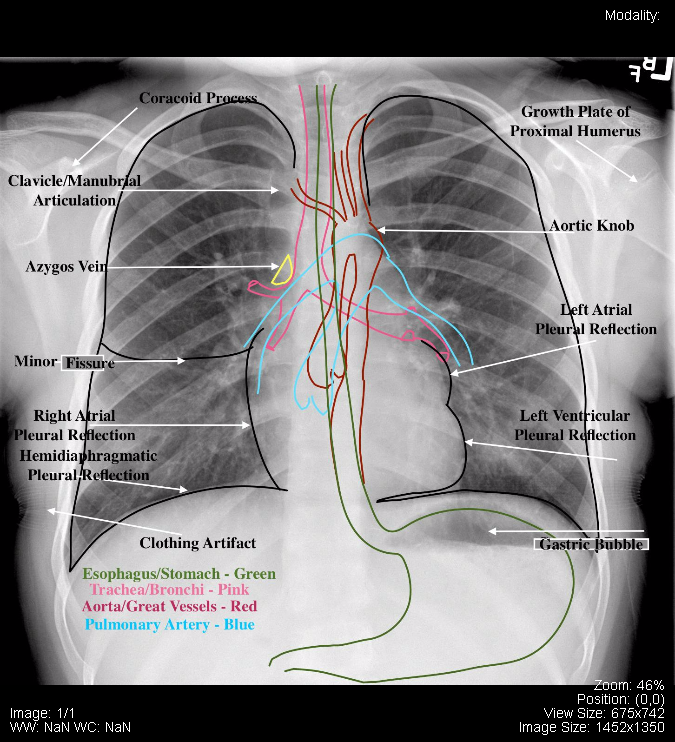 Modality:
Coracoid Process
Growth Plate of
Proximal Humerus
Clavicle/Manubrial
Articulation
Aortic Knob
Azygos Vein
Left Atrial
Pleural Reflection
Minor Fissure
Right Atrial
Pleural Reflection
Left Ventricular
Pleural Reflection
Hemidiaphragmatic
Pleural Reflection
Clothing Artifact
Gastric Bubble
Esophagus/Stomach - Green
Trachea/Bronchi - Pink
Aorta/Great Vessels - Red
Pulmonary Artery - Blue
Zoom: 46%
Position: (0,0)
Image: 1/1
View Size: 675x742
WW: NaN WC: NaN
Image Size: 1452x1350